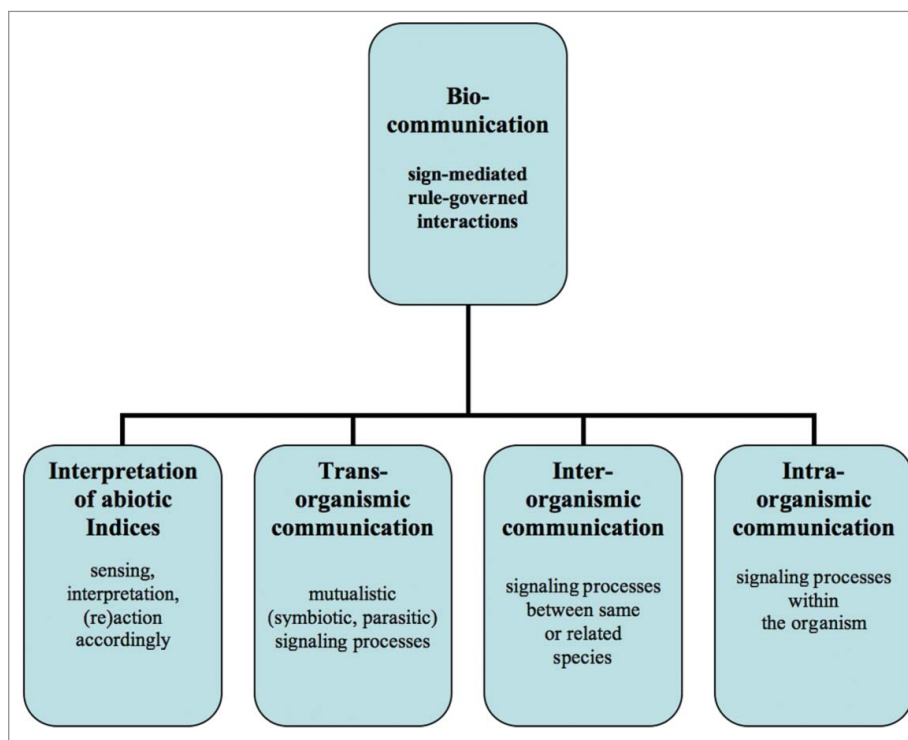 Bio-
communication
sign-mediated
rule-governed
interactions
Interpretation
of abiotic
Indices
sensing,
interpretation,
(re)action
accordingly
Trans-
organismic
communication
mutualistic
(symbiotic, parasitic)
signaling processes
Inter-
organismic
communication
signaling processes
between same
or related
species
Intra-
organismic
communication
signaling processes
within
the organism